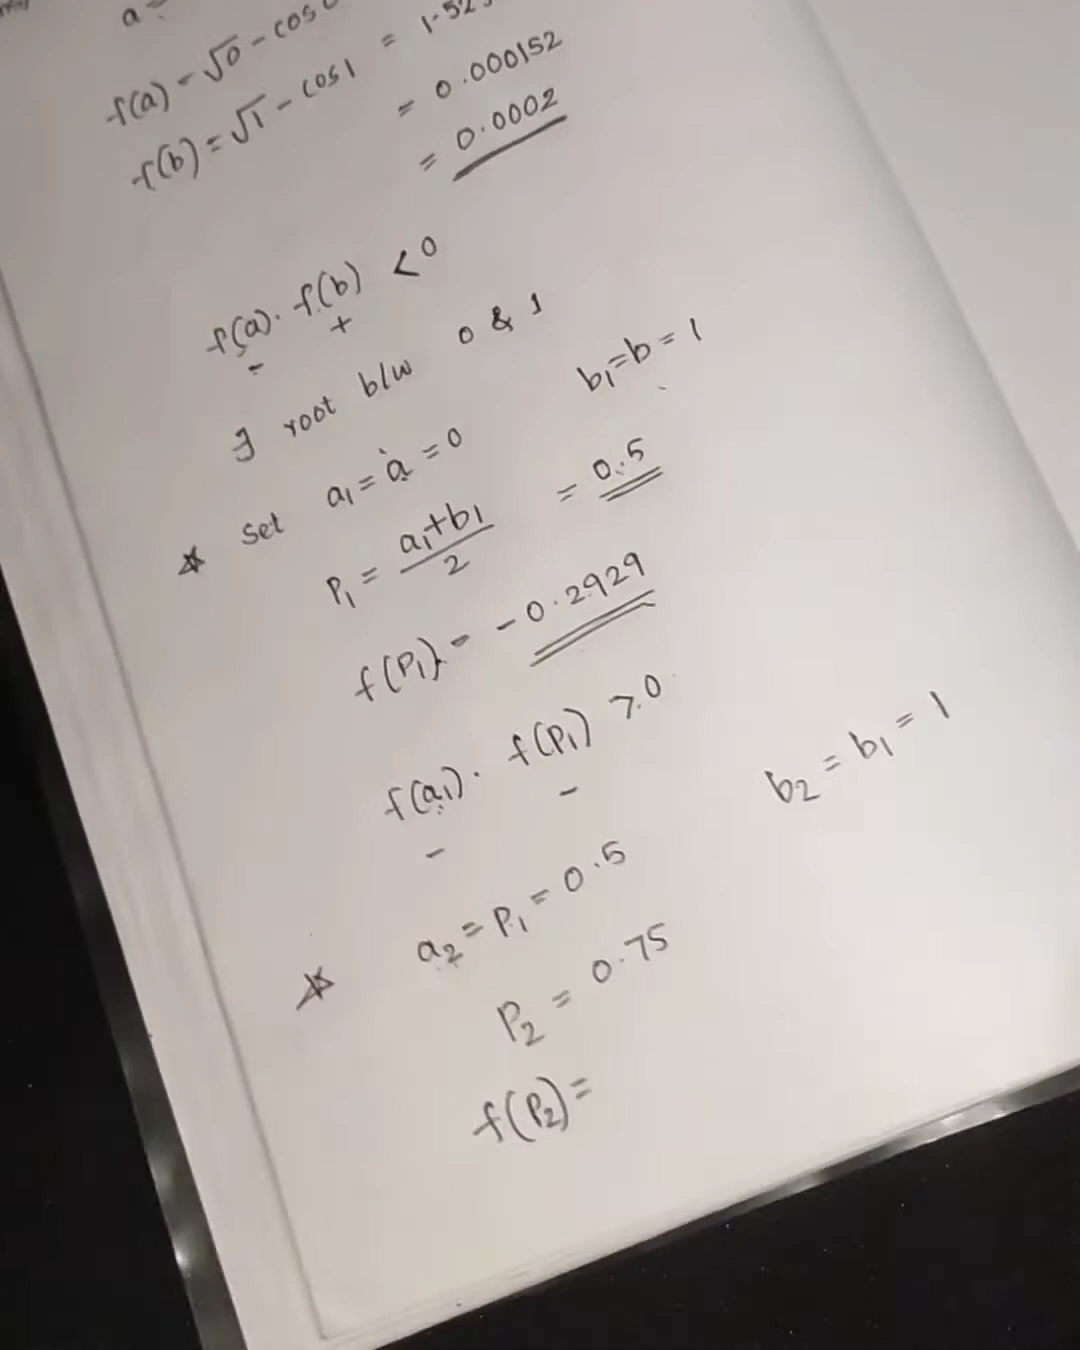 a =
f(a) = √0 - cos 0
f(b) = √1 - cos1 = 1.523
= 0.000152
= 0.0002
f(a). f(b) < 0
- +
∃ root b/w 0 & 1
* Set a₁ = a = 0 b₁ = b = 1
P₁ = a₁+b₁/2 = 0.5
f(P₁) = -0.2929
f(a₁). f(P₁) > 0
- -
* a₂ = P₁ = 0.5 b₂ = b₁ = 1
P₂ = 0.75
f(P₂) =